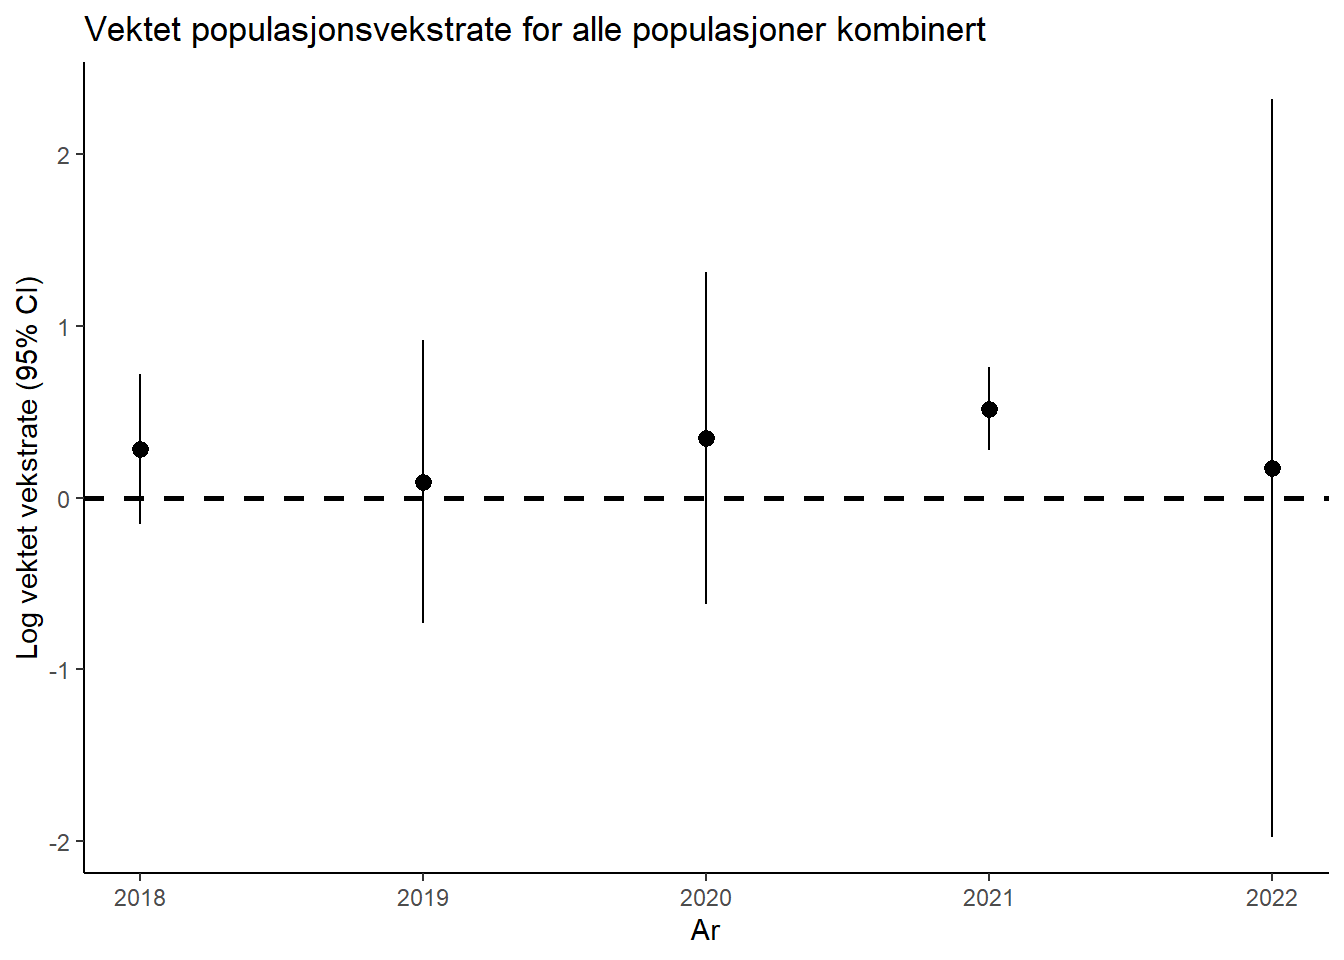 Vektet populasjonsvekstrate for alle populasjoner kombinert
Log vektet vekstrate (95% CI)
2
1
0
-1
-2
2018 2019 2020 2021 2022
Ar